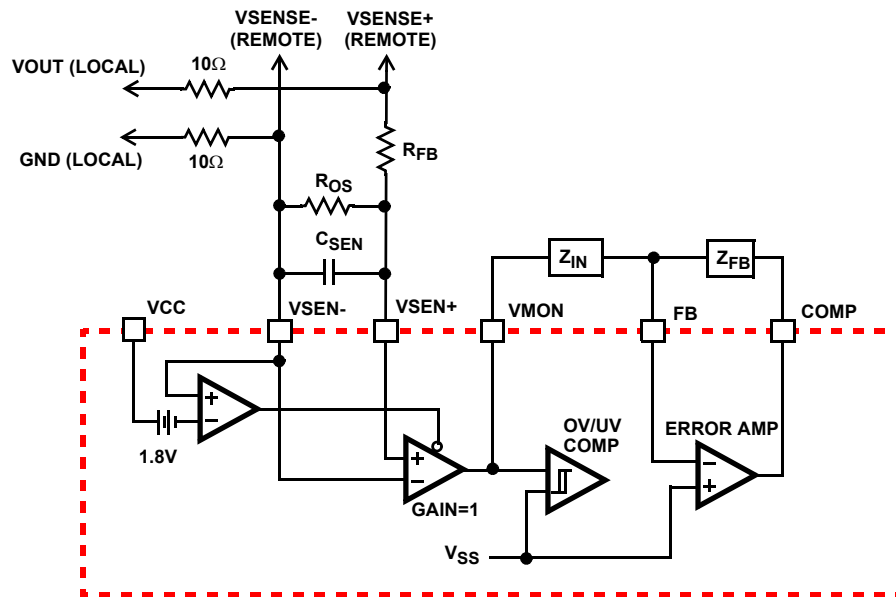 VSENSE-
(REMOTE)
VSENSE+
(REMOTE)
VOUT (LOCAL)
10Ω
GND (LOCAL)
10Ω
RFB
ROS
CSEN
ZIN
ZFB
VCC
VSEN-
VSEN+
VMON
FB
COMP
+
−
1.8V
+
−
GAIN=1
OV/UV
COMP
ERROR AMP
−
+
VSS